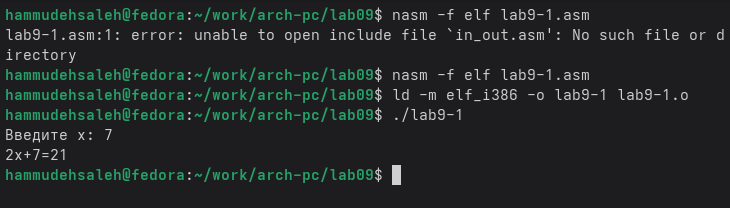 hammudehsaleh@fedora:~/work/arch-pc/lab09$ nasm -f elf lab9-1.asm
lab9-1.asm:1: error: unable to open include file `in_out.asm': No such file or d
irectory
hammudehsaleh@fedora:~/work/arch-pc/lab09$ nasm -f elf lab9-1.asm
hammudehsaleh@fedora:~/work/arch-pc/lab09$ ld -m elf_i386 -o lab9-1 lab9-1.o
hammudehsaleh@fedora:~/work/arch-pc/lab09$ ./lab9-1
Введите x: 7
2x+7=21
hammudehsaleh@fedora:~/work/arch-pc/lab09$